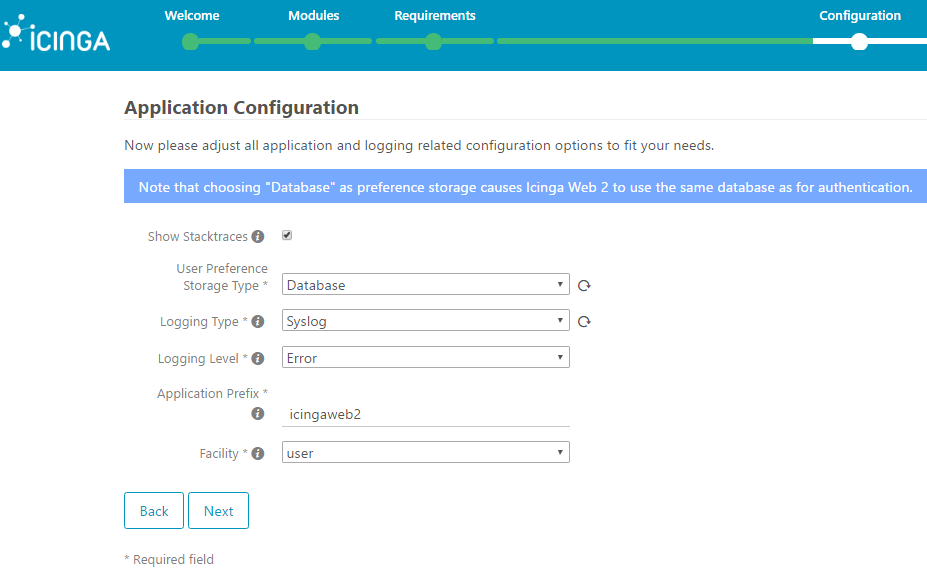 Welcome Modules Requirements Configuration
ICINGA
Application Configuration
Now please adjust all application and logging related configuration options to fit your needs.
Note that choosing "Database" as preference storage causes Icinga Web 2 to use the same database as for authentication.
Show Stacktraces
User Preference
Storage Type * Database
Logging Type * Syslog
Logging Level * Error
Application Prefix *
icingaweb2
Facility * user
Back Next
* Required field